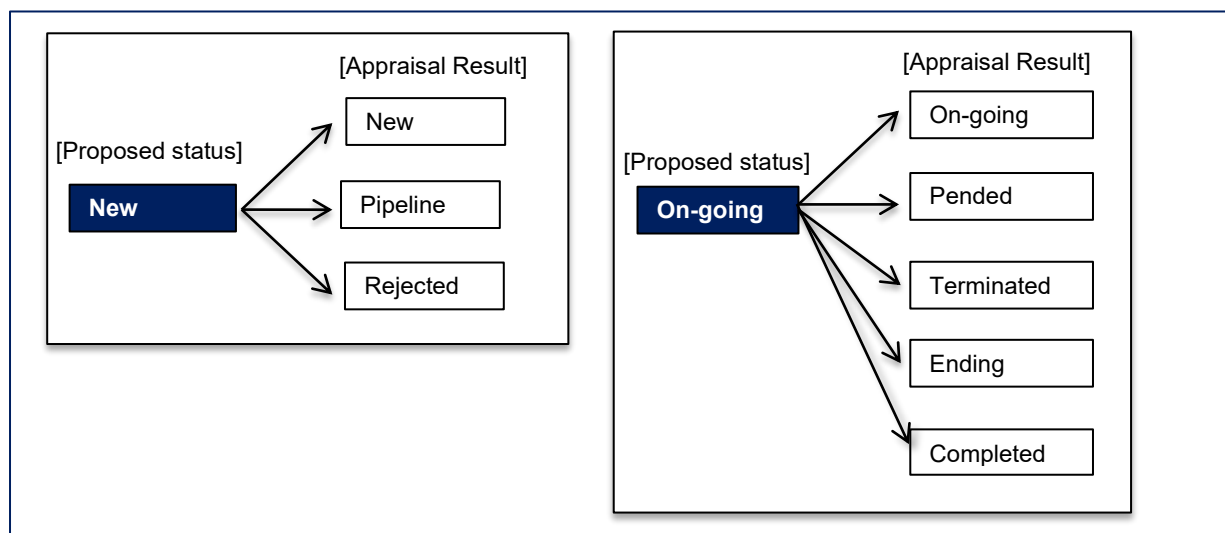 [Appraisal Result]
New
[Proposed status]
New
Pipeline
Rejected
[Appraisal Result]
On-going
[Proposed status]
On-going
Pended
Terminated
Ending
Completed